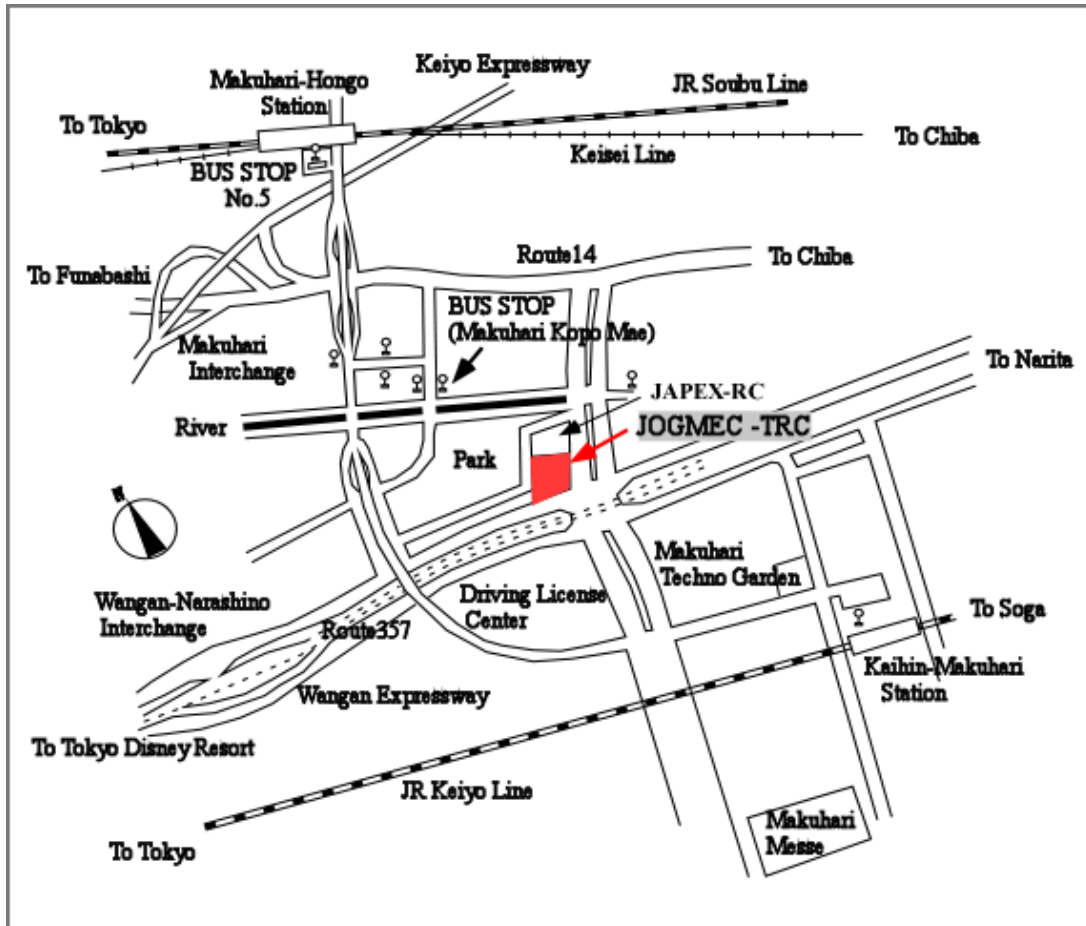 Keiyo Expressway
Makuhari-Hongo
Station
JR Soubu Line
To Tokyo
To Chiba
Keisei Line
BUS STOP
No.5
Route14
To Chiba
To Funabashi
BUS STOP
(Makuhari Kopo Mae)
Makuhari
Interchange
To Narita
JAPEX-RC
River
JOGMEC -TRC
Park
N
Makuhari
Techno Garden
Wangan-Narashino
Interchange
Driving License
Center
To Soga
Route357
Kaihin-Makuhari
Station
Wangan Expressway
To Tokyo Disney Resort
JR Keiyo Line
Makuhari
Messe
To Tokyo